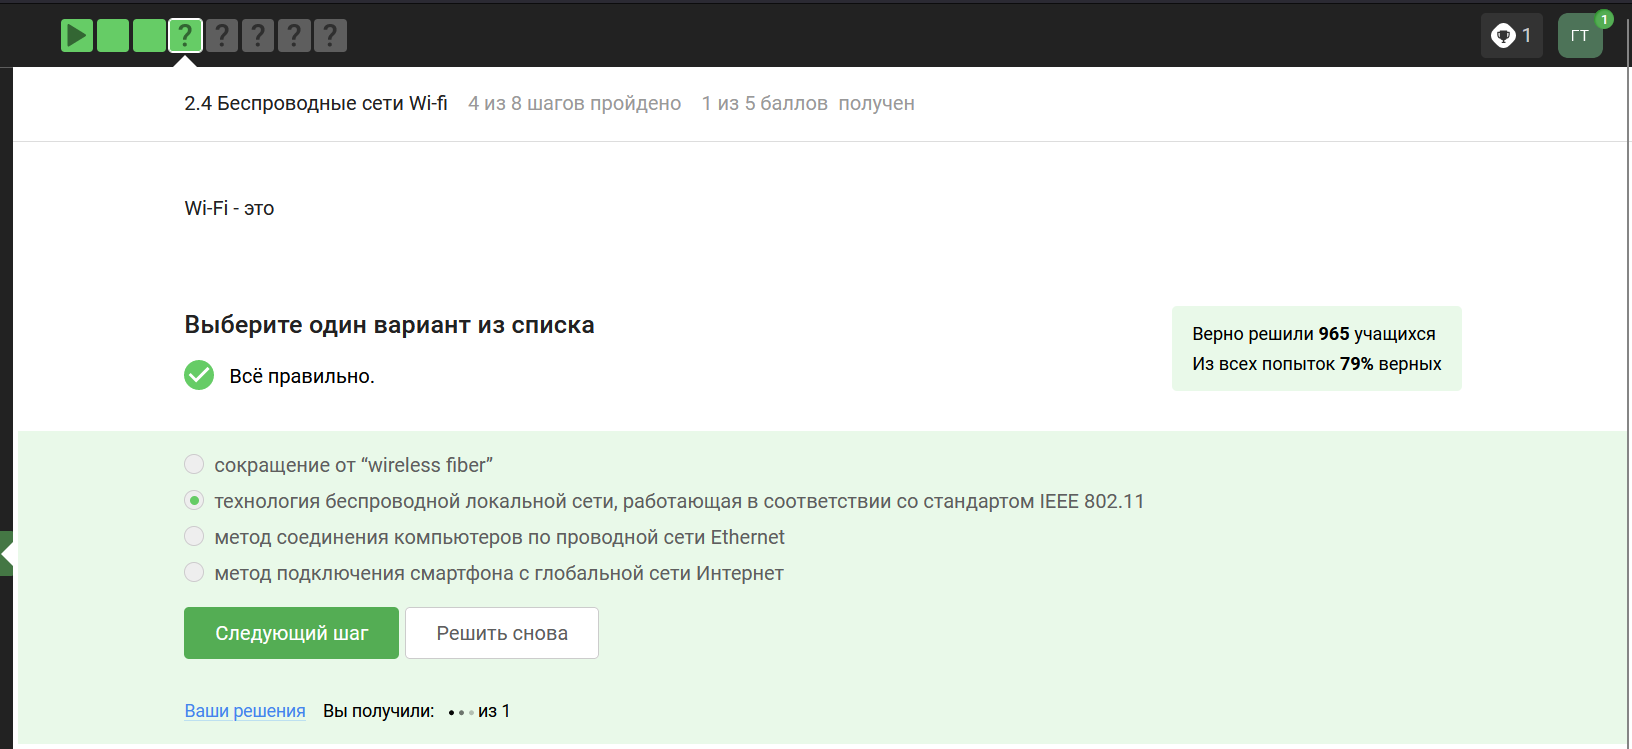 ? ? ? ? ?
1
ГТ
1
2.4 Беспроводные сети Wi-fi 4 из 8 шагов пройдено 1 из 5 баллов получен
Wi-Fi - это
Выберите один вариант из списка
Верно решили 965 учащихся
Из всех попыток 79% верных
Всё правильно.
сокращение от “wireless fiber”
технология беспроводной локальной сети, работающая в соответствии со стандартом IEEE 802.11
метод соединения компьютеров по проводной сети Ethernet
метод подключения смартфона с глобальной сети Интернет
Следующий шаг Решить снова
Ваши решения Вы получили: ••• из 1